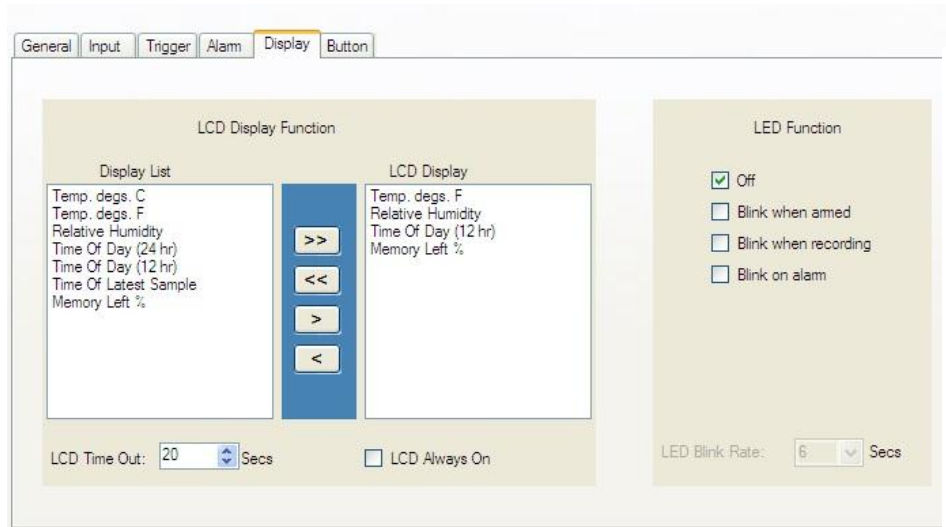 General Input Trigger Alarm Display Button
LCD Display Function
Display List
Temp. degs. C
Temp. degs. F
Relative Humidity
Time Of Day (24 hr)
Time Of Day (12 hr)
Time Of Latest Sample
Memory Left %
>>
<<
>
<
LCD Display
Temp. degs. F
Relative Humidity
Time Of Day (12 hr)
Memory Left %
LCD Time Out: 20 Secs
LCD Always On
LED Function
Off
Blink when armed
Blink when recording
Blink on alarm
LED Blink Rate: 6 Secs